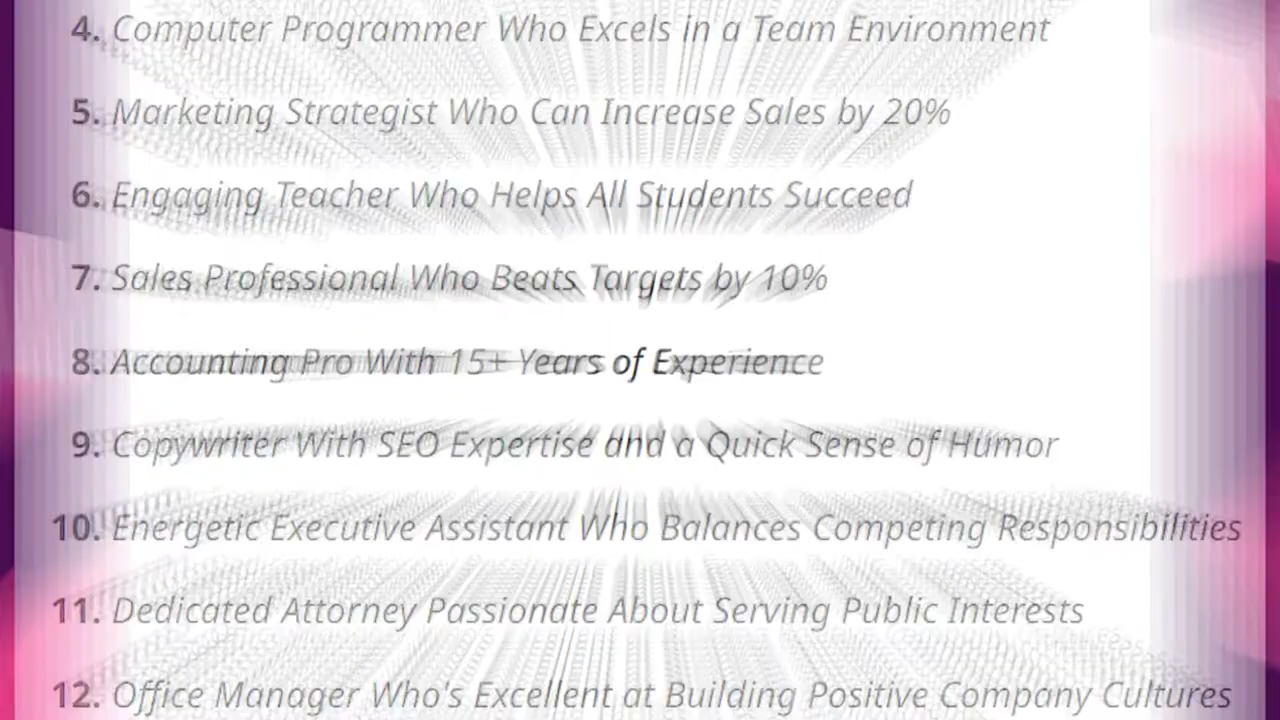 4. Computer Programmer Who Excels in a Team Environment
5. Marketing Strategist Who Can Increase Sales by 20%
6. Engaging Teacher Who Helps All Students Succeed
7. Sales Professional Who Beats Targets by 10%
8. Accounting Pro With 15+ Years of Experience
9. Copywriter With SEO Expertise and a Quick Sense of Humor
10. Energetic Executive Assistant Who Balances Competing Responsibilities
11. Dedicated Attorney Passionate About Serving Public Interests
12. Office Manager Who's Excellent at Building Positive Company Cultures